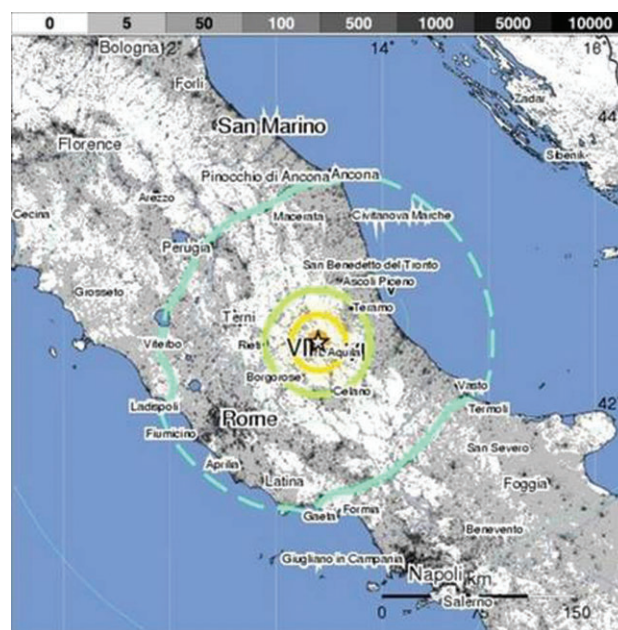 0 5 50 100 500 1000 5000 10000
Bologna 12°
14°
16°
Forli
Zadar
San Marino
44
Florence
Sibenik
Pinocchio di Ancona Ancona
Arezzo
Cecina
Macerata
Civitanova Marche
Perugia
San Benedetto del Tronto
Ascoli Piceno
Grosseto
Teramo
Terni
Viterbo
Rieti
L'Aquila
Borgorose
Celano
Vasto
Ladispoli
Termoli
42
Rome
Fiumicino
San Severo
Aprilia
Latina
Foggia
Gaeta
Formia
Benevento
Giugliano in Campania
Napoli
km
Salerno
0 75 150